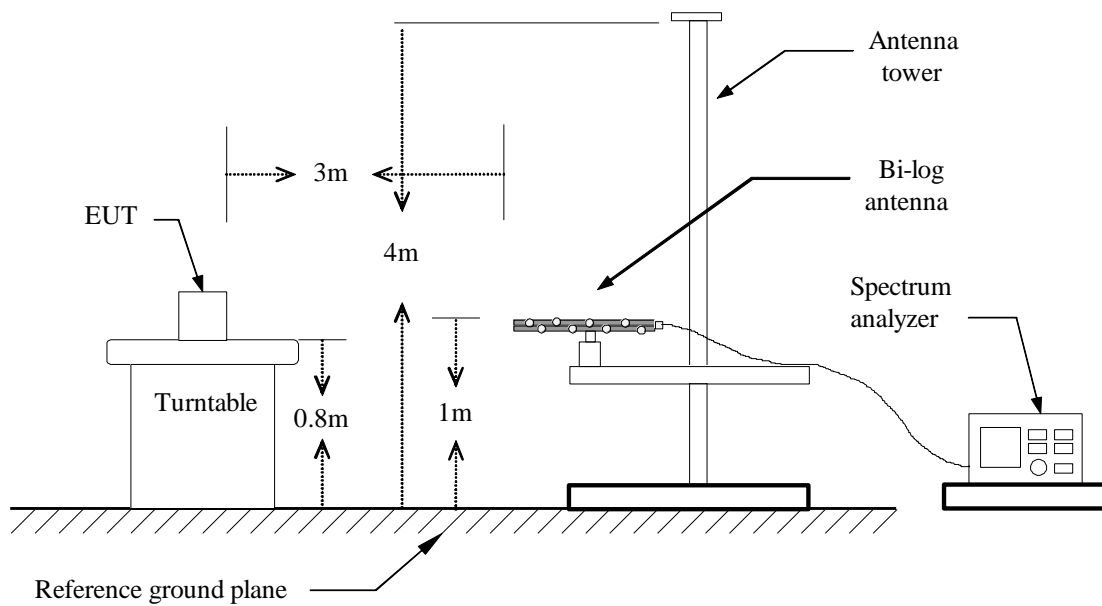 Antenna
tower
3m
Bi-log
antenna
EUT
4m
Spectrum
analyzer
Turntable
0.8m
1m
Reference ground plane